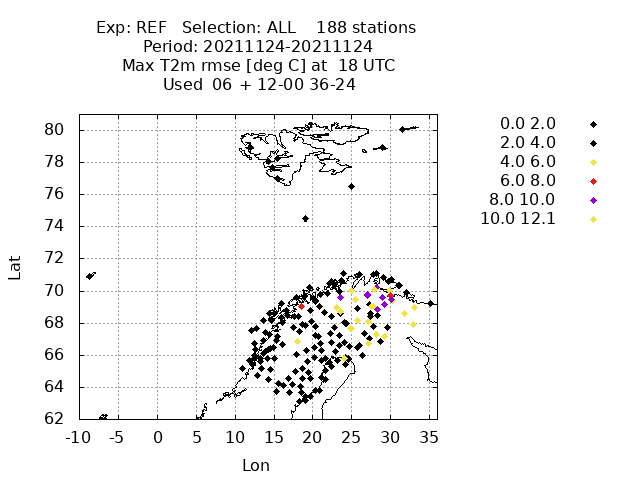 Exp: REF   Selection: ALL    188 stations
Period: 20211124-20211124
Max T2m rmse [deg C] at  18 UTC
Used  06 + 12-00 36-24
0.0 2.0
2.0 4.0
4.0 6.0
6.0 8.0
8.0 10.0
10.0 12.1
80
78
76
74
72
70
68
66
64
62
Lat
-10 -5 0 5 10 15 20 25 30 35
Lon